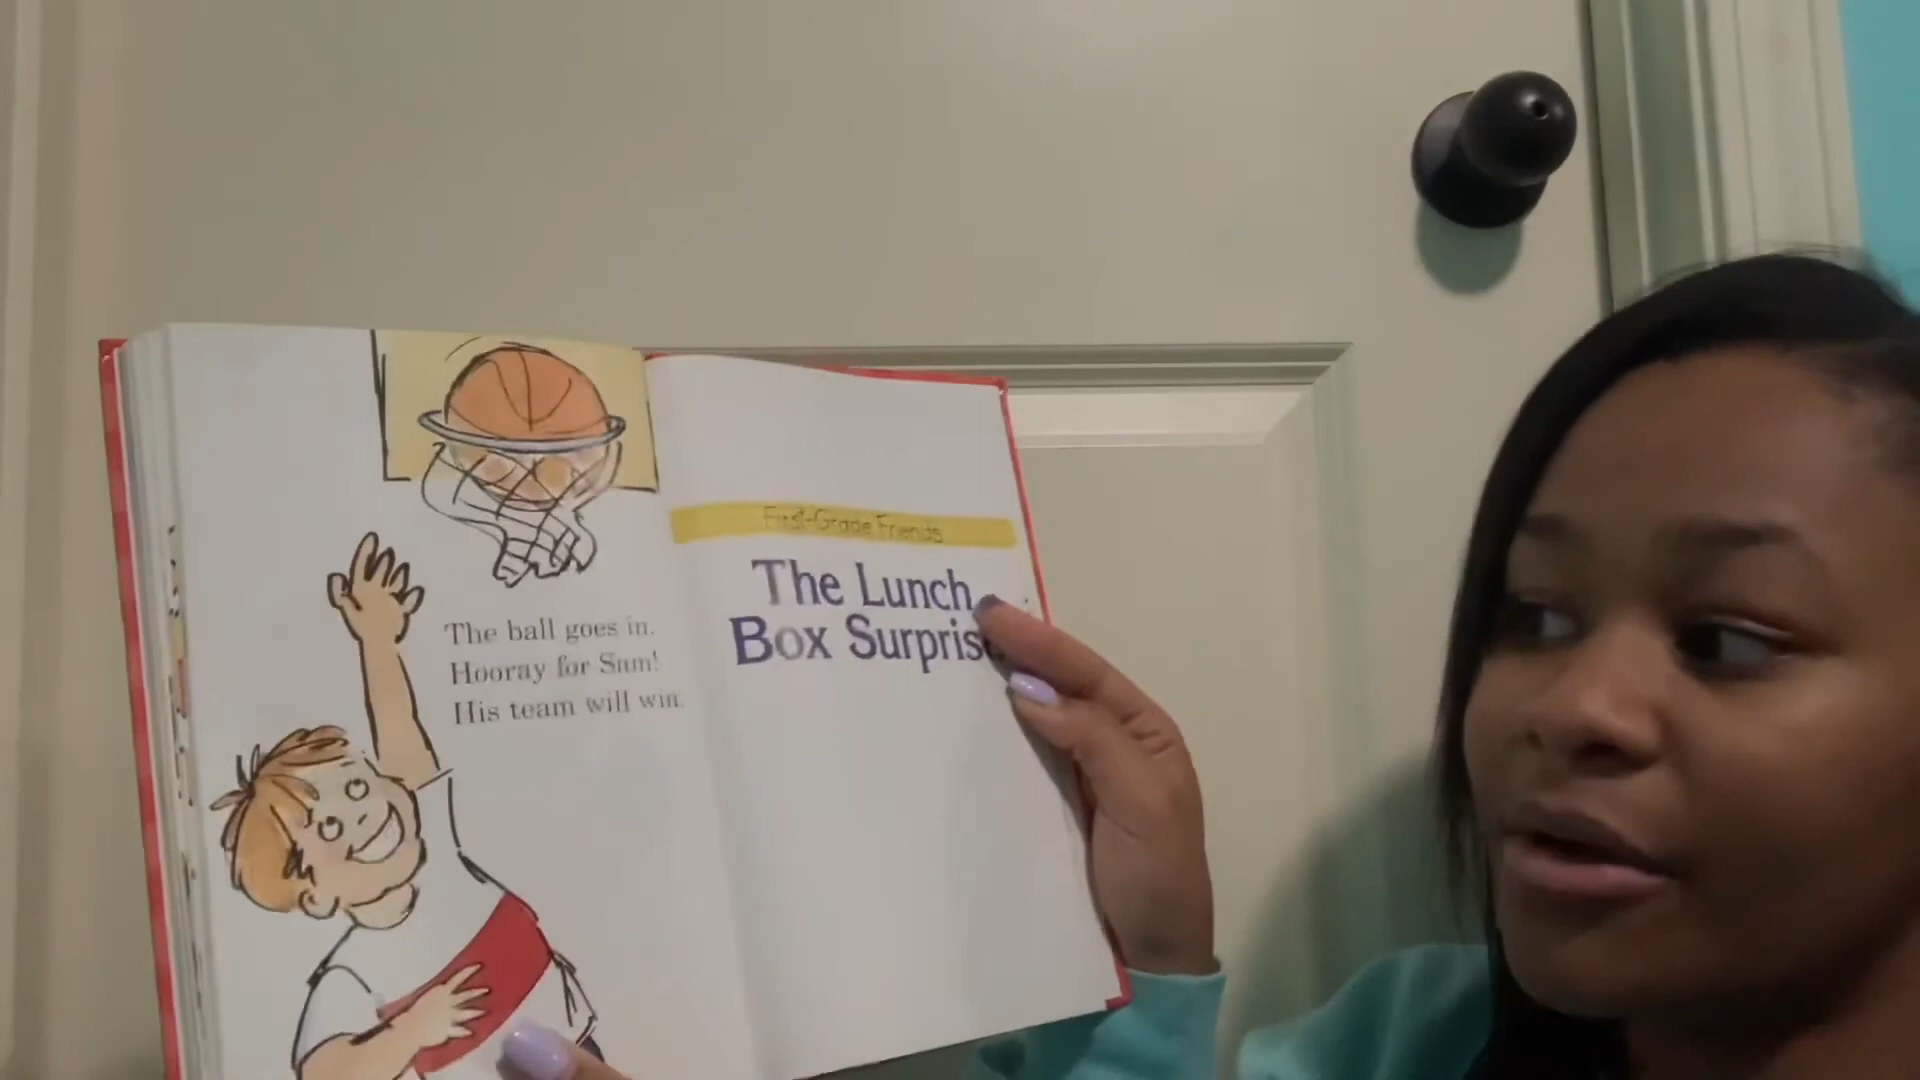 The ball goes in.
Hooray for Sam!
His team will win.
First-Grade Friends
The Lunch
Box Surprise